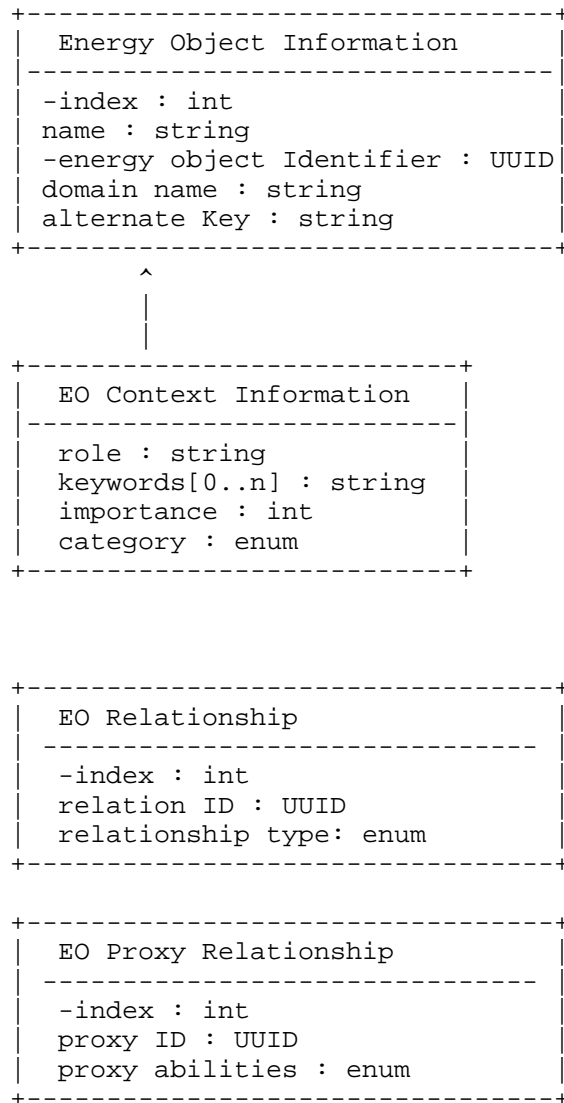 Energy Object Information
-index : int
name : string
-energy object Identifier : UUID
domain name : string
alternate Key : string
EO Context Information
role : string
keywords[0..n] : string
importance : int
category : enum
EO Relationship
-index : int
relation ID : UUID
relationship type: enum
EO Proxy Relationship
-index : int
proxy ID : UUID
proxy abilities : enum